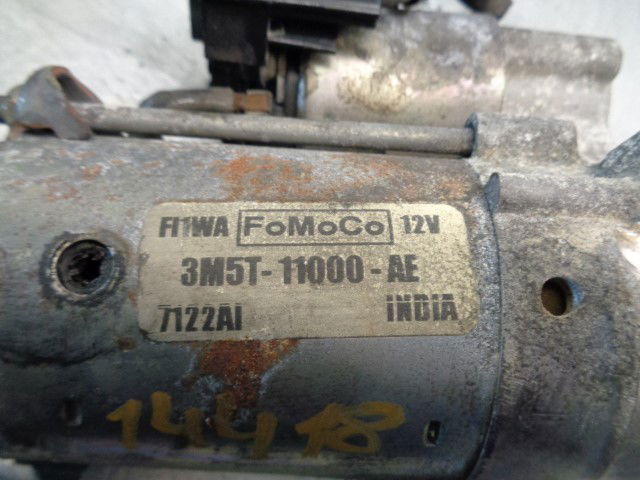 FI1WA FoMoCo 12V
3M5T-11000-AE
7122AI INDIA
14418